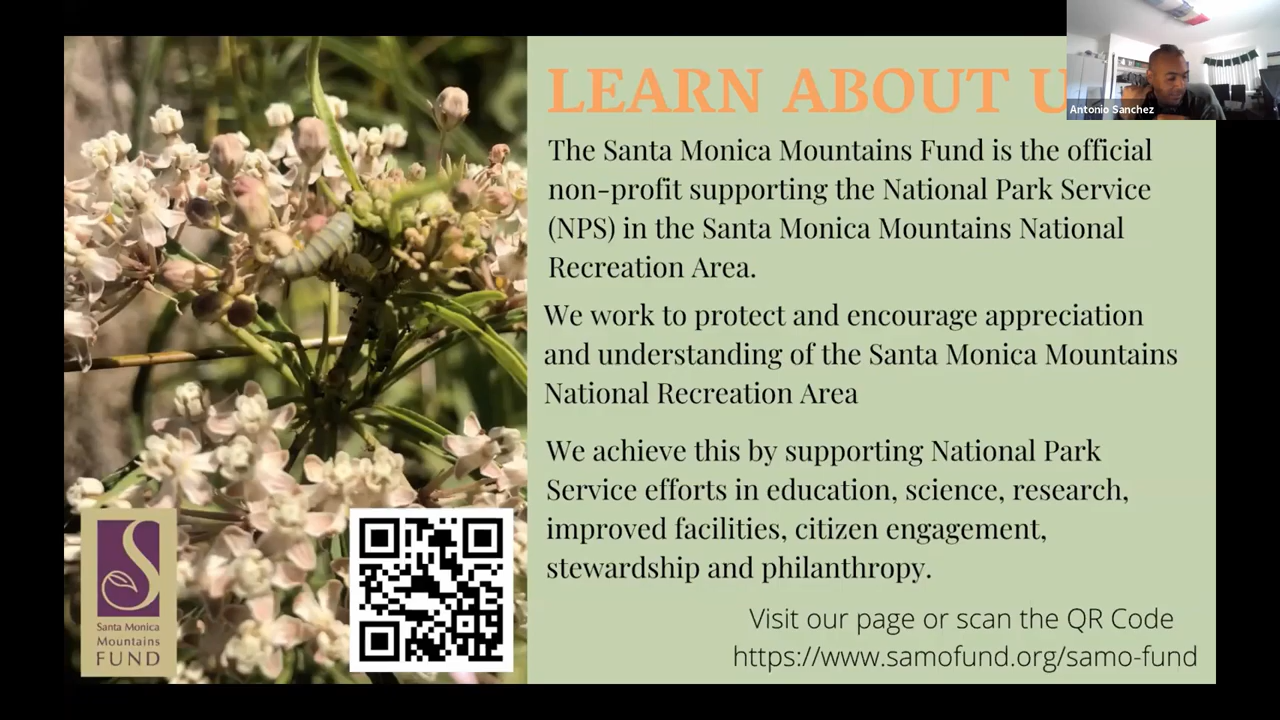 LEARN ABOUT U
Antonio Sanchez
The Santa Monica Mountains Fund is the official
non-profit supporting the National Park Service
(NPS) in the Santa Monica Mountains National
Recreation Area.
We work to protect and encourage appreciation
and understanding of the Santa Monica Mountains
National Recreation Area
We achieve this by supporting National Park
Service efforts in education, science, research,
improved facilities, citizen engagement,
stewardship and philanthropy.
Santa Monica
Mountains
FUND
Visit our page or scan the QR Code
https://www.samofund.org/samo-fund